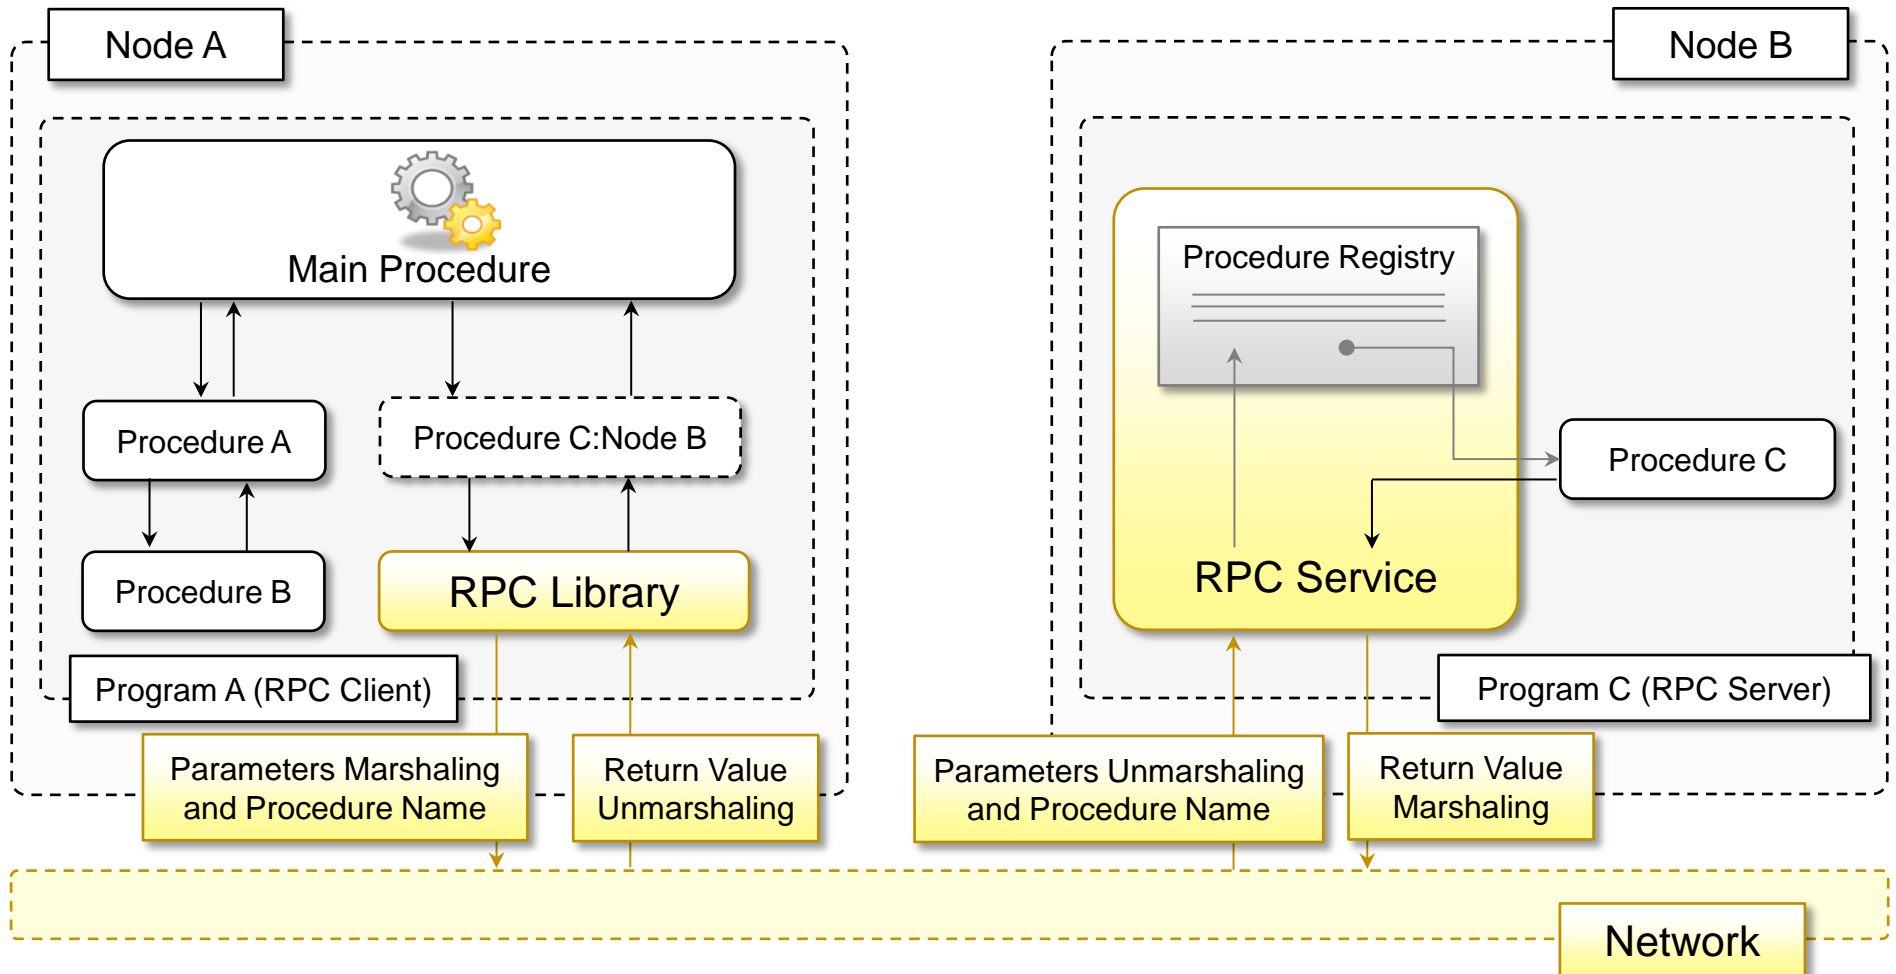 Node A
Main Procedure
Procedure A
Procedure C:Node B
Procedure B
RPC Library
Program A (RPC Client)
Parameters Marshaling
and Procedure Name
Return Value
Unmarshaling
Node B
Procedure Registry
Procedure C
RPC Service
Program C (RPC Server)
Parameters Unmarshaling
and Procedure Name
Return Value
Marshaling
Network